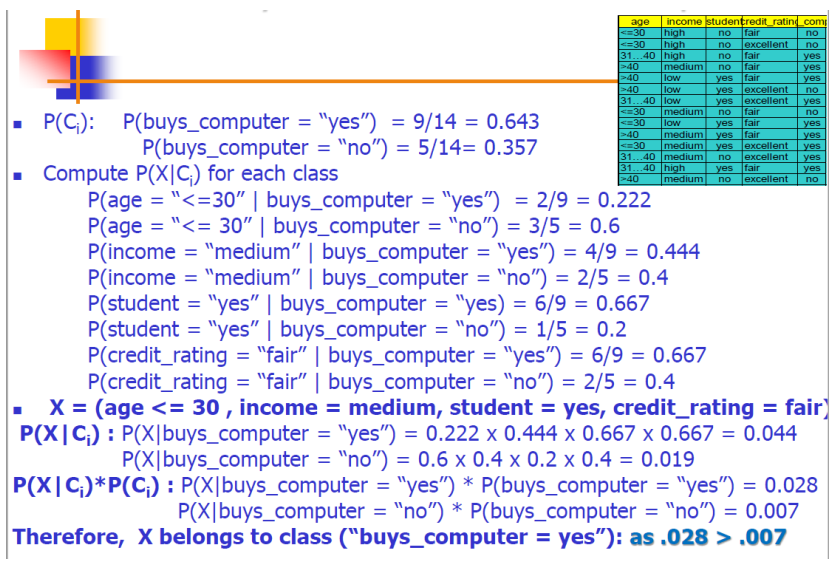 age income student credit_rating _comp
<=30 high no fair no
<=30 high no excellent no
31…40 high no fair yes
>40 medium no fair yes
>40 low yes fair yes
>40 low yes excellent no
31…40 low yes excellent yes
<=30 medium no fair no
<=30 low yes fair yes
>40 medium yes fair yes
<=30 medium yes excellent yes
31…40 medium no excellent yes
31…40 high yes fair yes
>40 medium no excellent no
▪ P(Ci): P(buys_computer = “yes”) = 9/14 = 0.643
P(buys_computer = “no”) = 5/14= 0.357
▪ Compute P(X|Ci) for each class
P(age = “<=30” | buys_computer = “yes”) = 2/9 = 0.222
P(age = “<= 30” | buys_computer = “no”) = 3/5 = 0.6
P(income = “medium” | buys_computer = “yes”) = 4/9 = 0.444
P(income = “medium” | buys_computer = “no”) = 2/5 = 0.4
P(student = “yes” | buys_computer = “yes) = 6/9 = 0.667
P(student = “yes” | buys_computer = “no”) = 1/5 = 0.2
P(credit_rating = “fair” | buys_computer = “yes”) = 6/9 = 0.667
P(credit_rating = “fair” | buys_computer = “no”) = 2/5 = 0.4
▪ X = (age <= 30 , income = medium, student = yes, credit_rating = fair)
P(X|Ci) : P(X|buys_computer = “yes”) = 0.222 x 0.444 x 0.667 x 0.667 = 0.044
P(X|buys_computer = “no”) = 0.6 x 0.4 x 0.2 x 0.4 = 0.019
P(X|Ci)*P(Ci) : P(X|buys_computer = “yes”) * P(buys_computer = “yes”) = 0.028
P(X|buys_computer = “no”) * P(buys_computer = “no”) = 0.007
Therefore, X belongs to class (“buys_computer = yes”): as .028 > .007